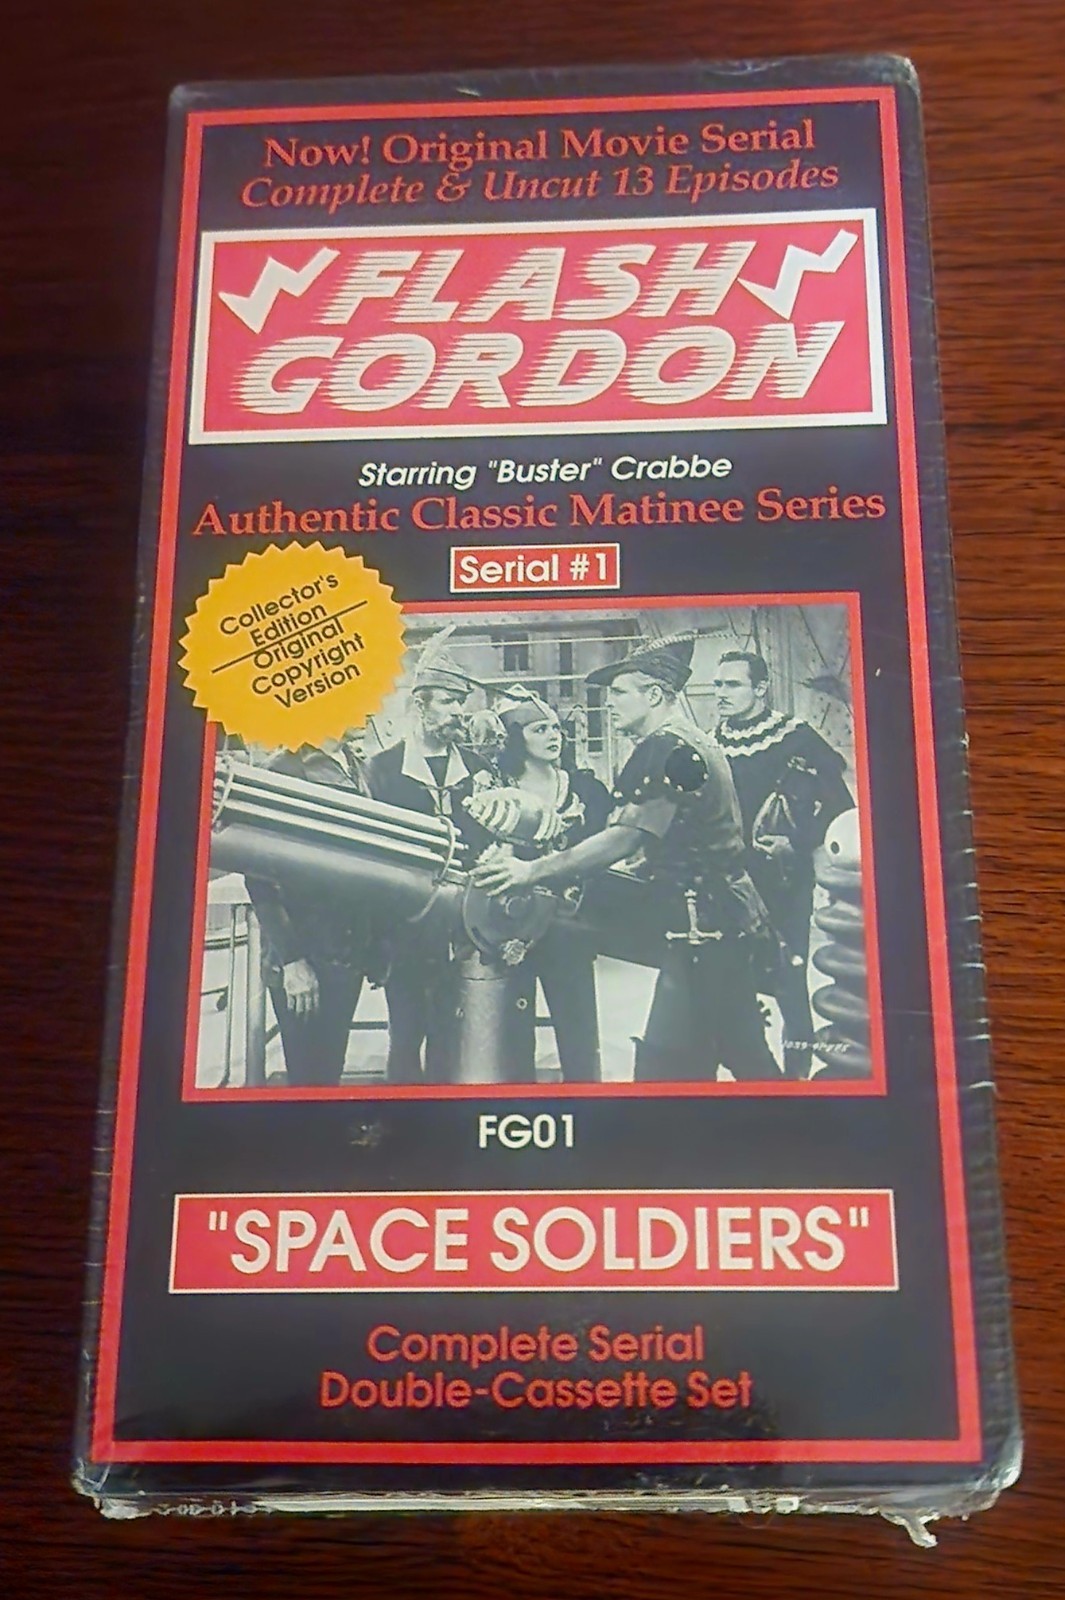 Now! Original Movie Serial
Complete & Uncut 13 Episodes
FLASH
GORDON
Starring "Buster" Crabbe
Authentic Classic Matinee Series
Serial #1
Collector's
Edition
Original
Copyright
Version
FG01
"SPACE SOLDIERS"
Complete Serial
Double-Cassette Set